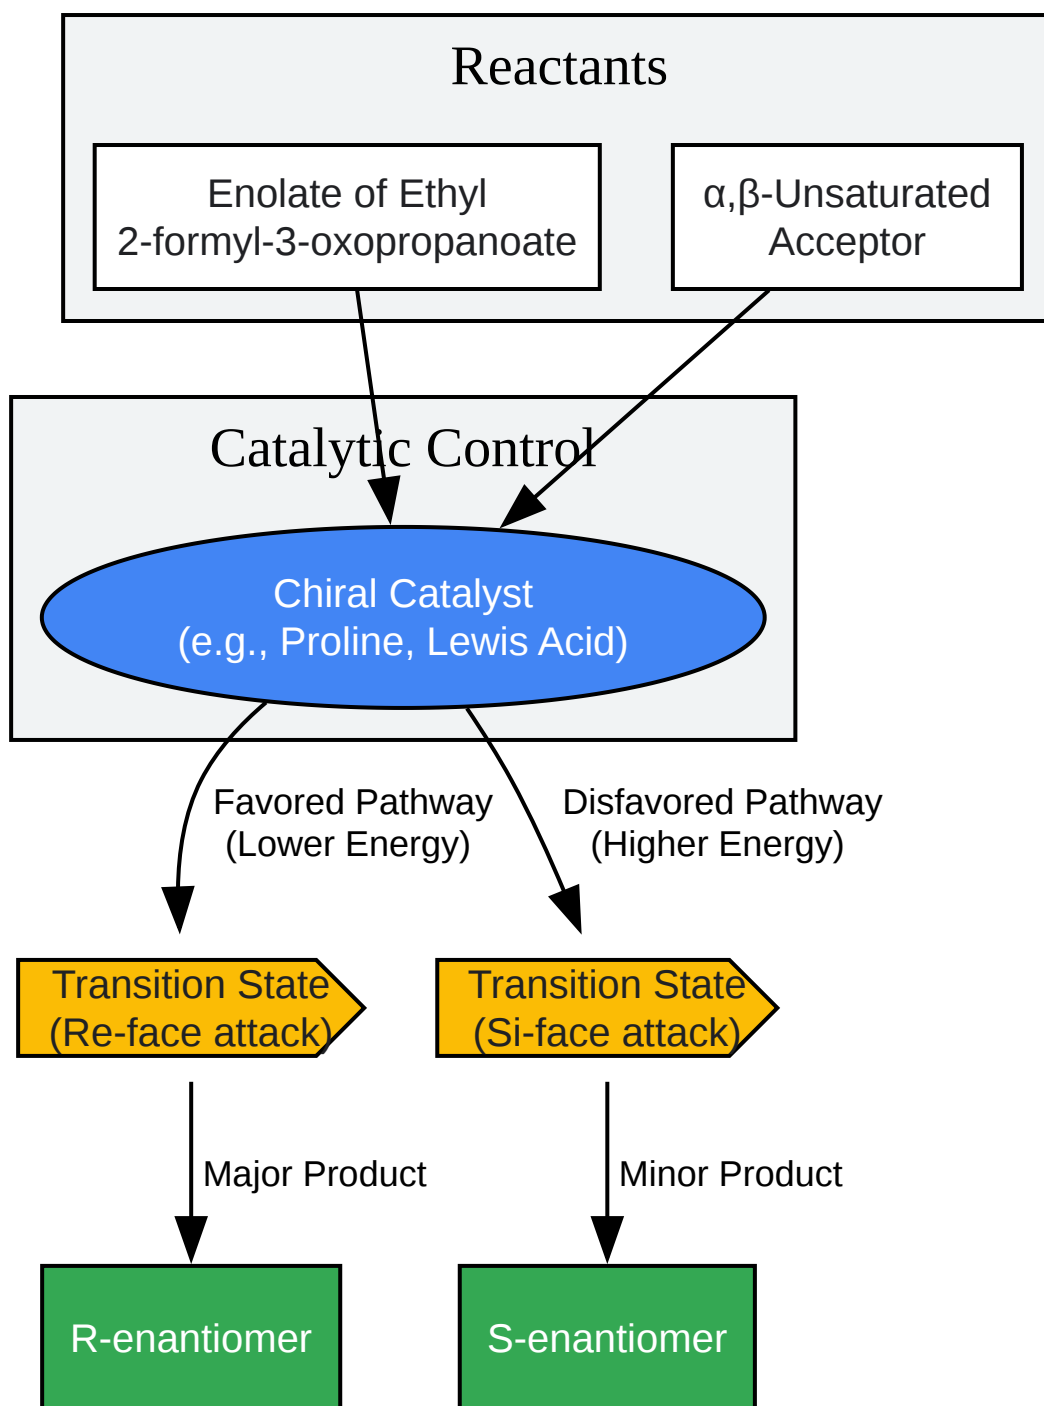 Reactants
Enolate of Ethyl
2-formyl-3-oxopropanoate
α,β-Unsaturated
Acceptor
Catalytic Control
Chiral Catalyst
(e.g., Proline, Lewis Acid)
Favored Pathway
(Lower Energy)
Disfavored Pathway
(Higher Energy)
Transition State
(Re-face attack)
Transition State
(Si-face attack)
Major Product
Minor Product
R-enantiomer
S-enantiomer